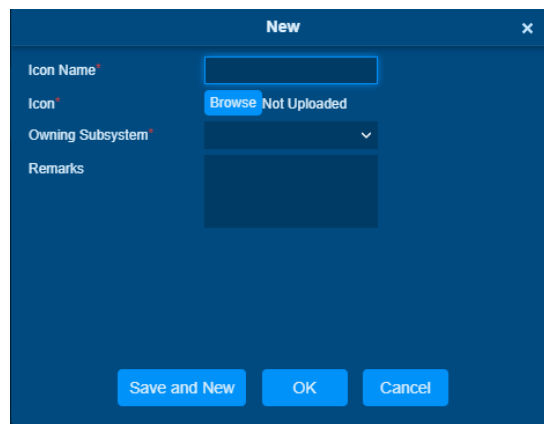 New ×
Icon Name*
Icon* Browse Not Uploaded
Owning Subsystem*
Remarks
Save and New OK Cancel